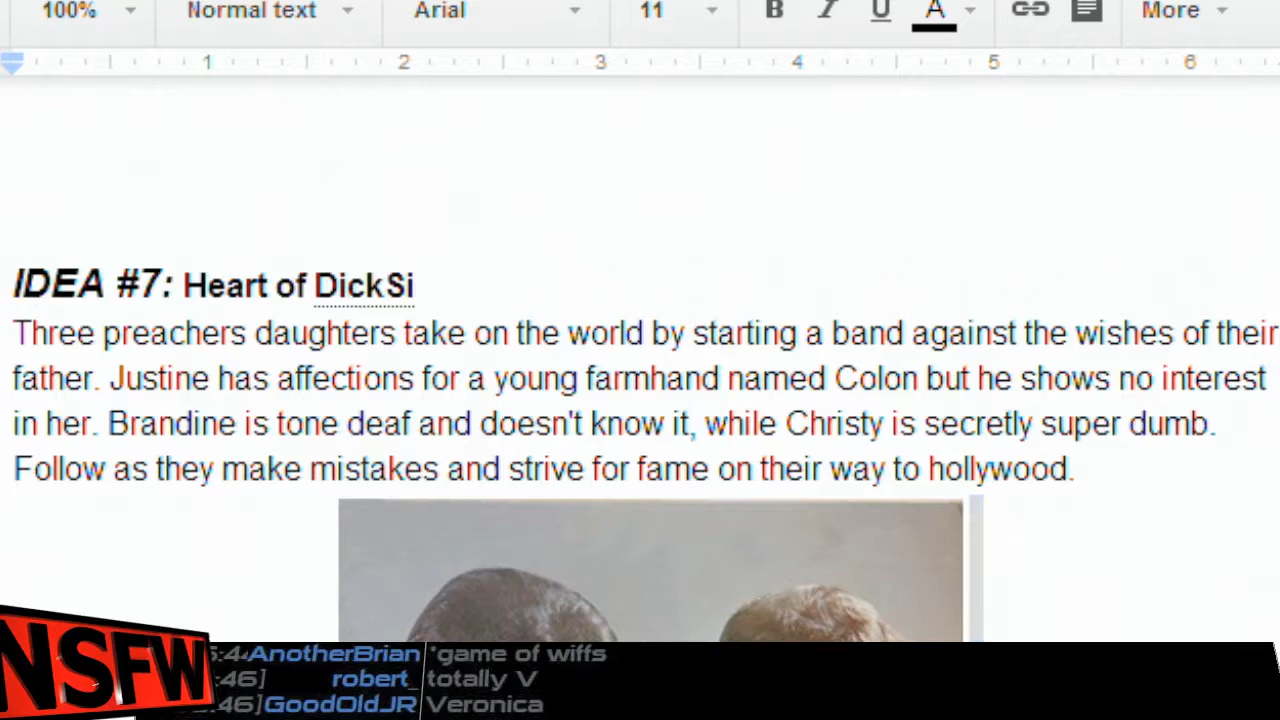 100% Normal text Arial 11 B I U A More
1 2 3 4 5 6
IDEA #7: Heart of DickSi
Three preachers daughters take on the world by starting a band against the wishes of their
father. Justine has affections for a young farmhand named Colon but he shows no interest
in her. Brandine is tone deaf and doesn't know it, while Christy is secretly super dumb.
Follow as they make mistakes and strive for fame on their way to hollywood.
NSFW
AnotherBrian *game of wiffs
:46] robert_ totally V
:46] GoodOldJR Veronica